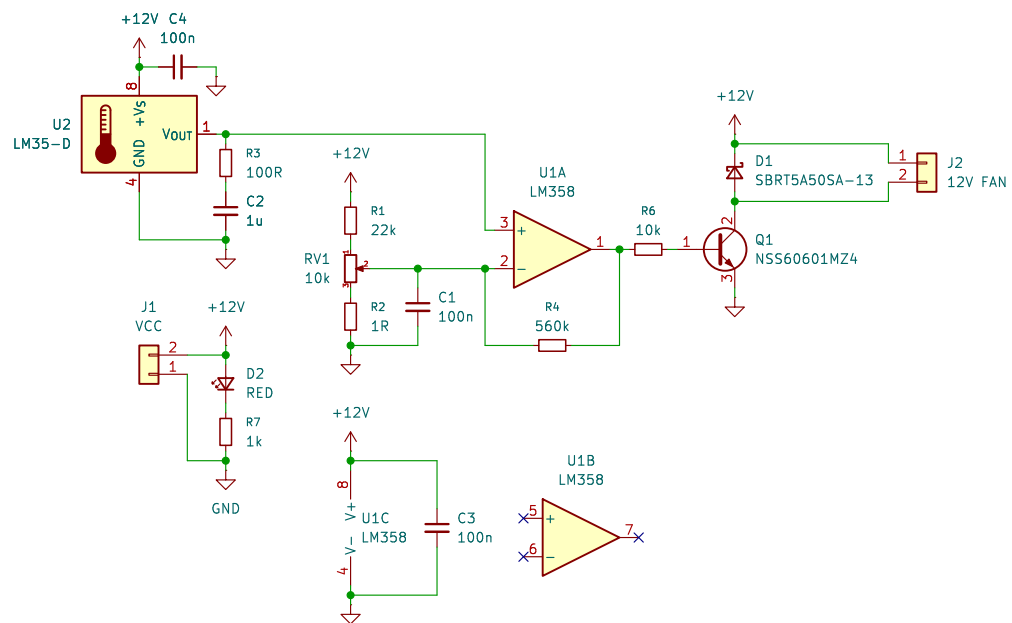 +12V C4
100n
8
+Vs
U2
LM35-D
GND
VOUT
1
4
R3
100R
C2
1u
+12V
R1
22k
RV1
10k
1
2
3
R2
1R
C1
100n
U1A
LM358
3
+
2
−
1
R4
560k
R6
10k
+12V
D1
SBRT5A50SA-13
1
2
J2
12V FAN
1
2
3
Q1
NSS60601MZ4
J1
VCC
2
1
+12V
D2
RED
R7
1k
GND
+12V
8
V+
V-
4
U1C
LM358
C3
100n
U1B
LM358
5
+
6
−
7